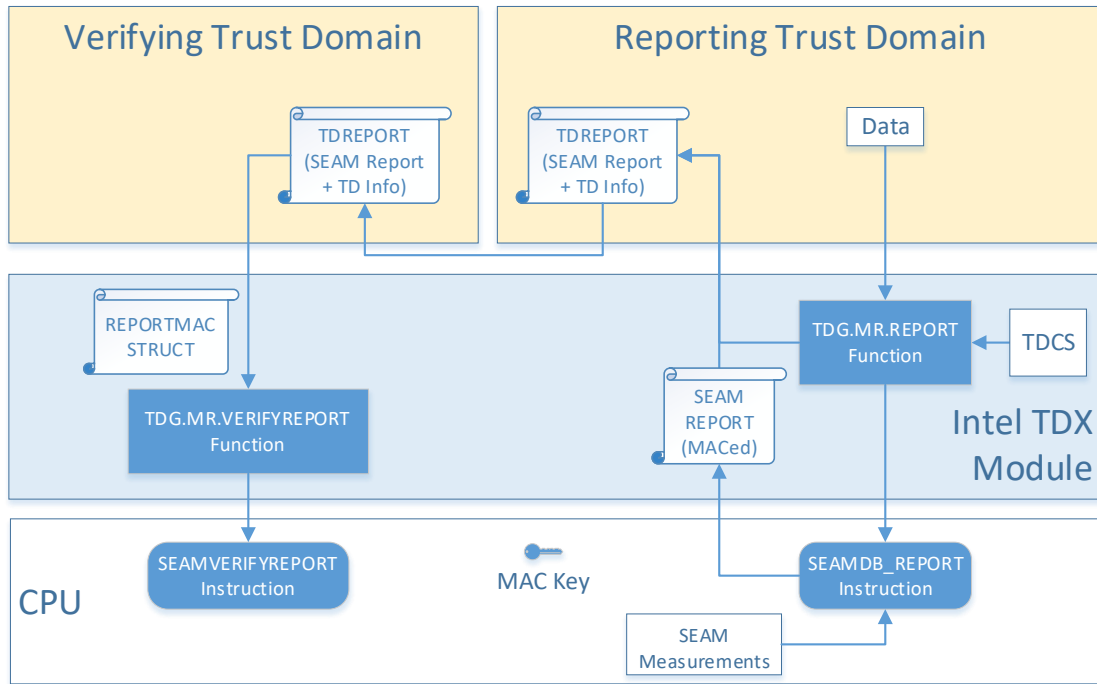 Verifying Trust Domain
Reporting Trust Domain
TDREPORT
(SEAM Report
+ TD Info)
TDREPORT
(SEAM Report
+ TD Info)
Data
REPORTMAC
STRUCT
TDG.MR.REPORT
Function
TDCS
TDG.MR.VERIFYREPORT
Function
SEAM
REPORT
(MACed)
Intel TDX
Module
SEAMVERIFYREPORT
Instruction
MAC Key
SEAMDB_REPORT
Instruction
CPU
SEAM
Measurements